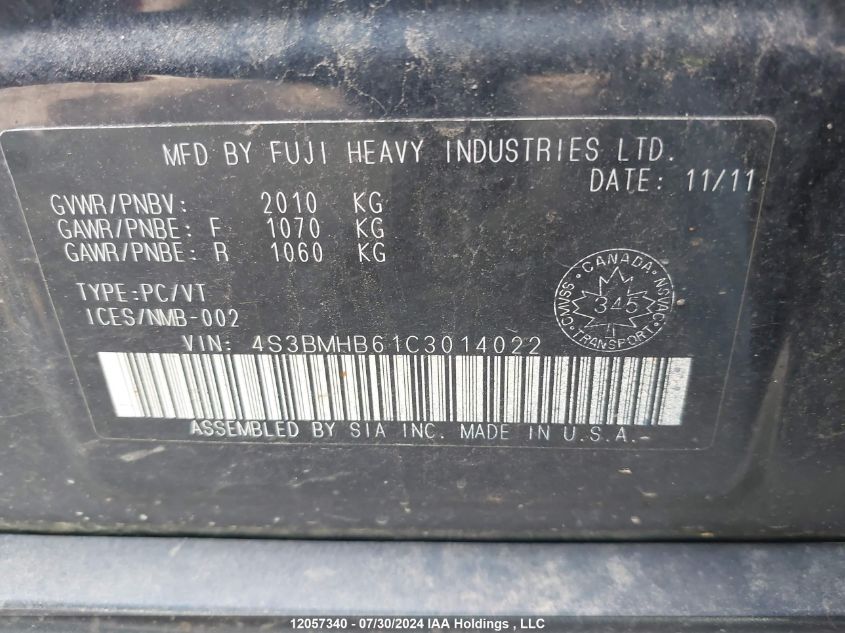 MFD BY FUJI HEAVY INDUSTRIES LTD.
DATE: 11/11
GVWR/PNBV: 2010 KG
GAWR/PNBE: F 1070 KG
GAWR/PNBE: R 1060 KG
TYPE:PC/VT
ICES/NMB-002
CANADA
CMVSS 345 NSVAC
TRANSPORT
VIN: 4S3BMHB61C3014022
ASSEMBLED BY SIA INC. MADE IN U.S.A.
12057340 - 07/30/2024 IAA Holdings , LLC